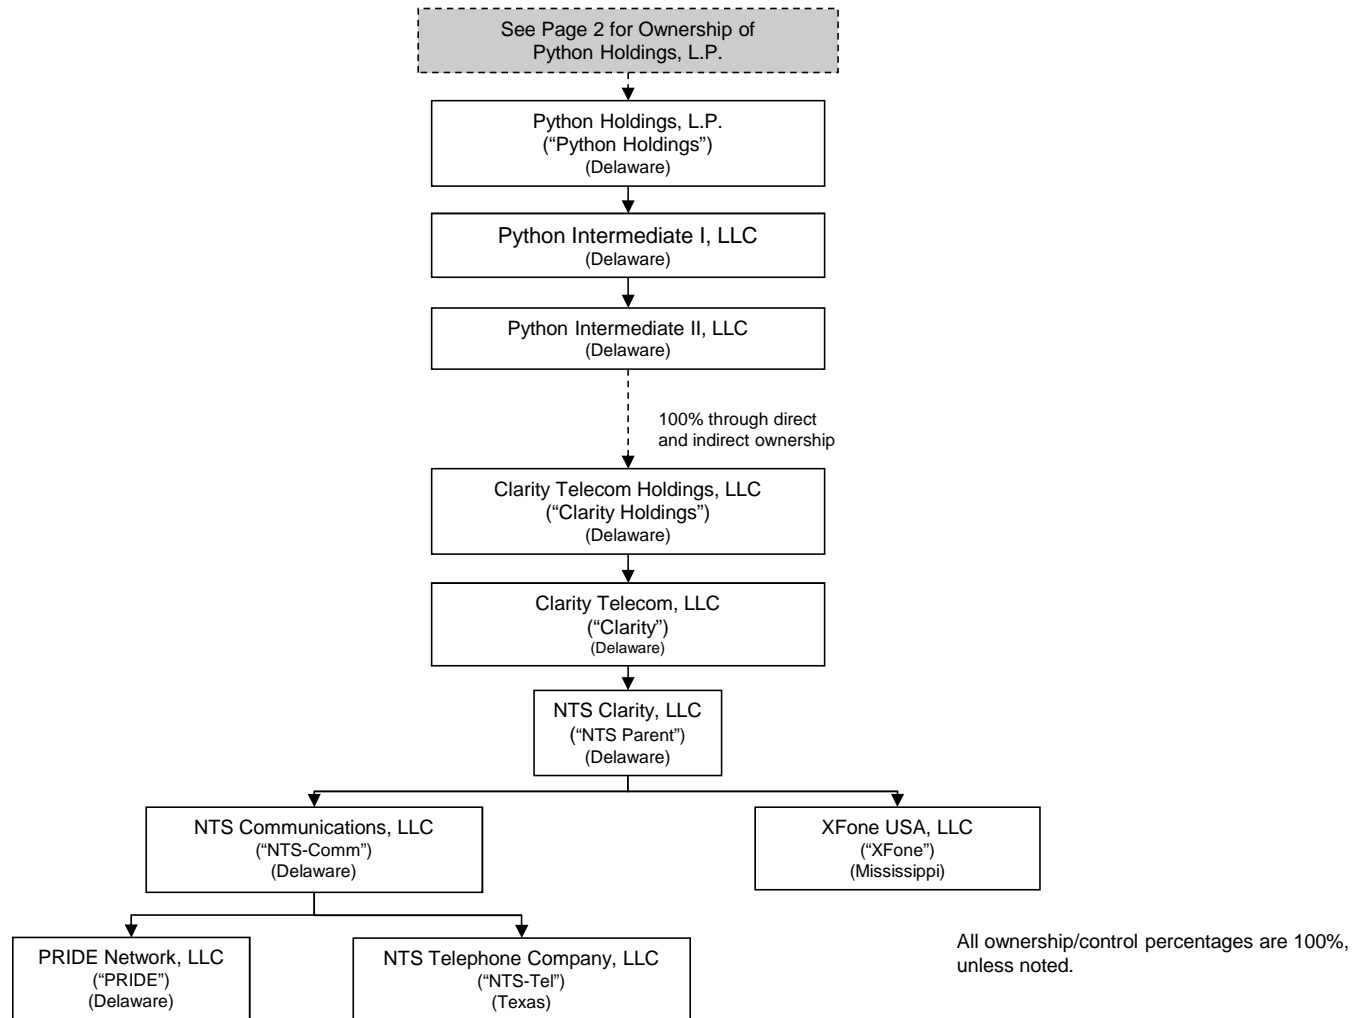 See Page 2 for Ownership of
Python Holdings, L.P.
Python Holdings, L.P.
(“Python Holdings”)
(Delaware)
Python Intermediate I, LLC
(Delaware)
Python Intermediate II, LLC
(Delaware)
100% through direct
and indirect ownership
Clarity Telecom Holdings, LLC
(“Clarity Holdings”)
(Delaware)
Clarity Telecom, LLC
(“Clarity”)
(Delaware)
NTS Clarity, LLC
(“NTS Parent”)
(Delaware)
NTS Communications, LLC
(“NTS-Comm”)
(Delaware)
XFone USA, LLC
(“XFone”)
(Mississippi)
PRIDE Network, LLC
(“PRIDE”)
(Delaware)
NTS Telephone Company, LLC
(“NTS-Tel”)
(Texas)
All ownership/control percentages are 100%,
unless noted.